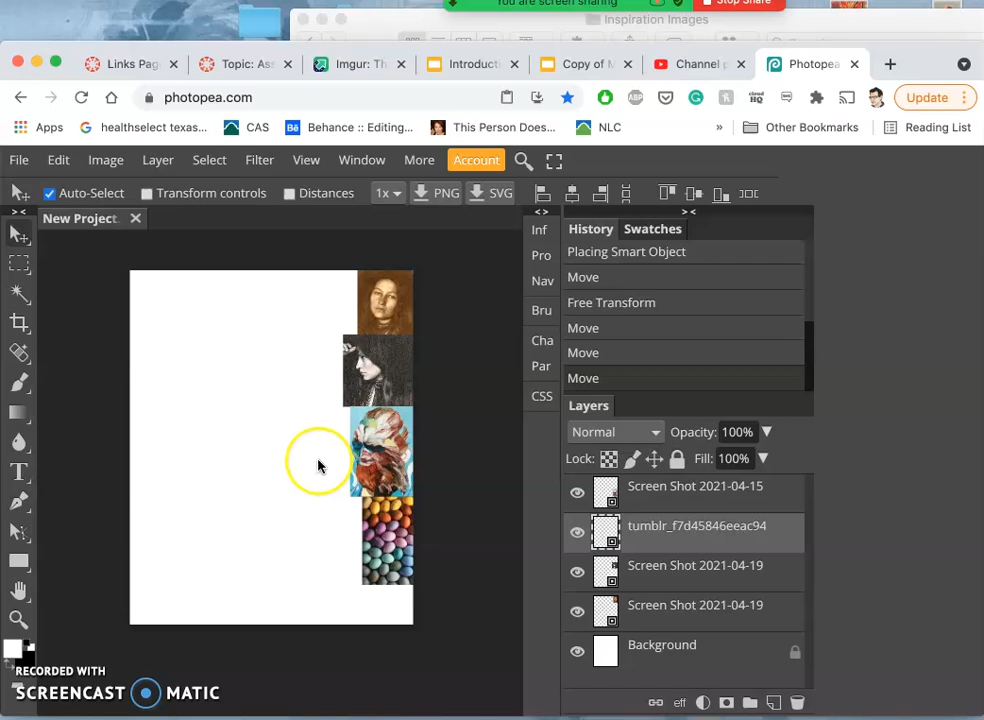 You are screen sharing Stop Share
Inspiration Images
Links Pag Topic: Ass Imgur: Th Introducti Copy of M Channel p Photopea
photopea.com Update
Apps healthselect texas... CAS Behance :: Editing... This Person Does... NLC » Other Bookmarks Reading List
File Edit Image Layer Select Filter View Window More Account
Auto-Select Transform controls Distances 1x PNG SVG
New Project. History Swatches
Inf
Pro
Nav
Bru
Cha
Par
CSS
Placing Smart Object
Move
Free Transform
Move
Move
Move
Layers
Normal Opacity: 100%
Lock: Fill: 100%
Screen Shot 2021-04-15
tumblr_f7d45846eeac94
Screen Shot 2021-04-19
Screen Shot 2021-04-19
Background
eff
RECORDED WITH
SCREENCAST MATIC